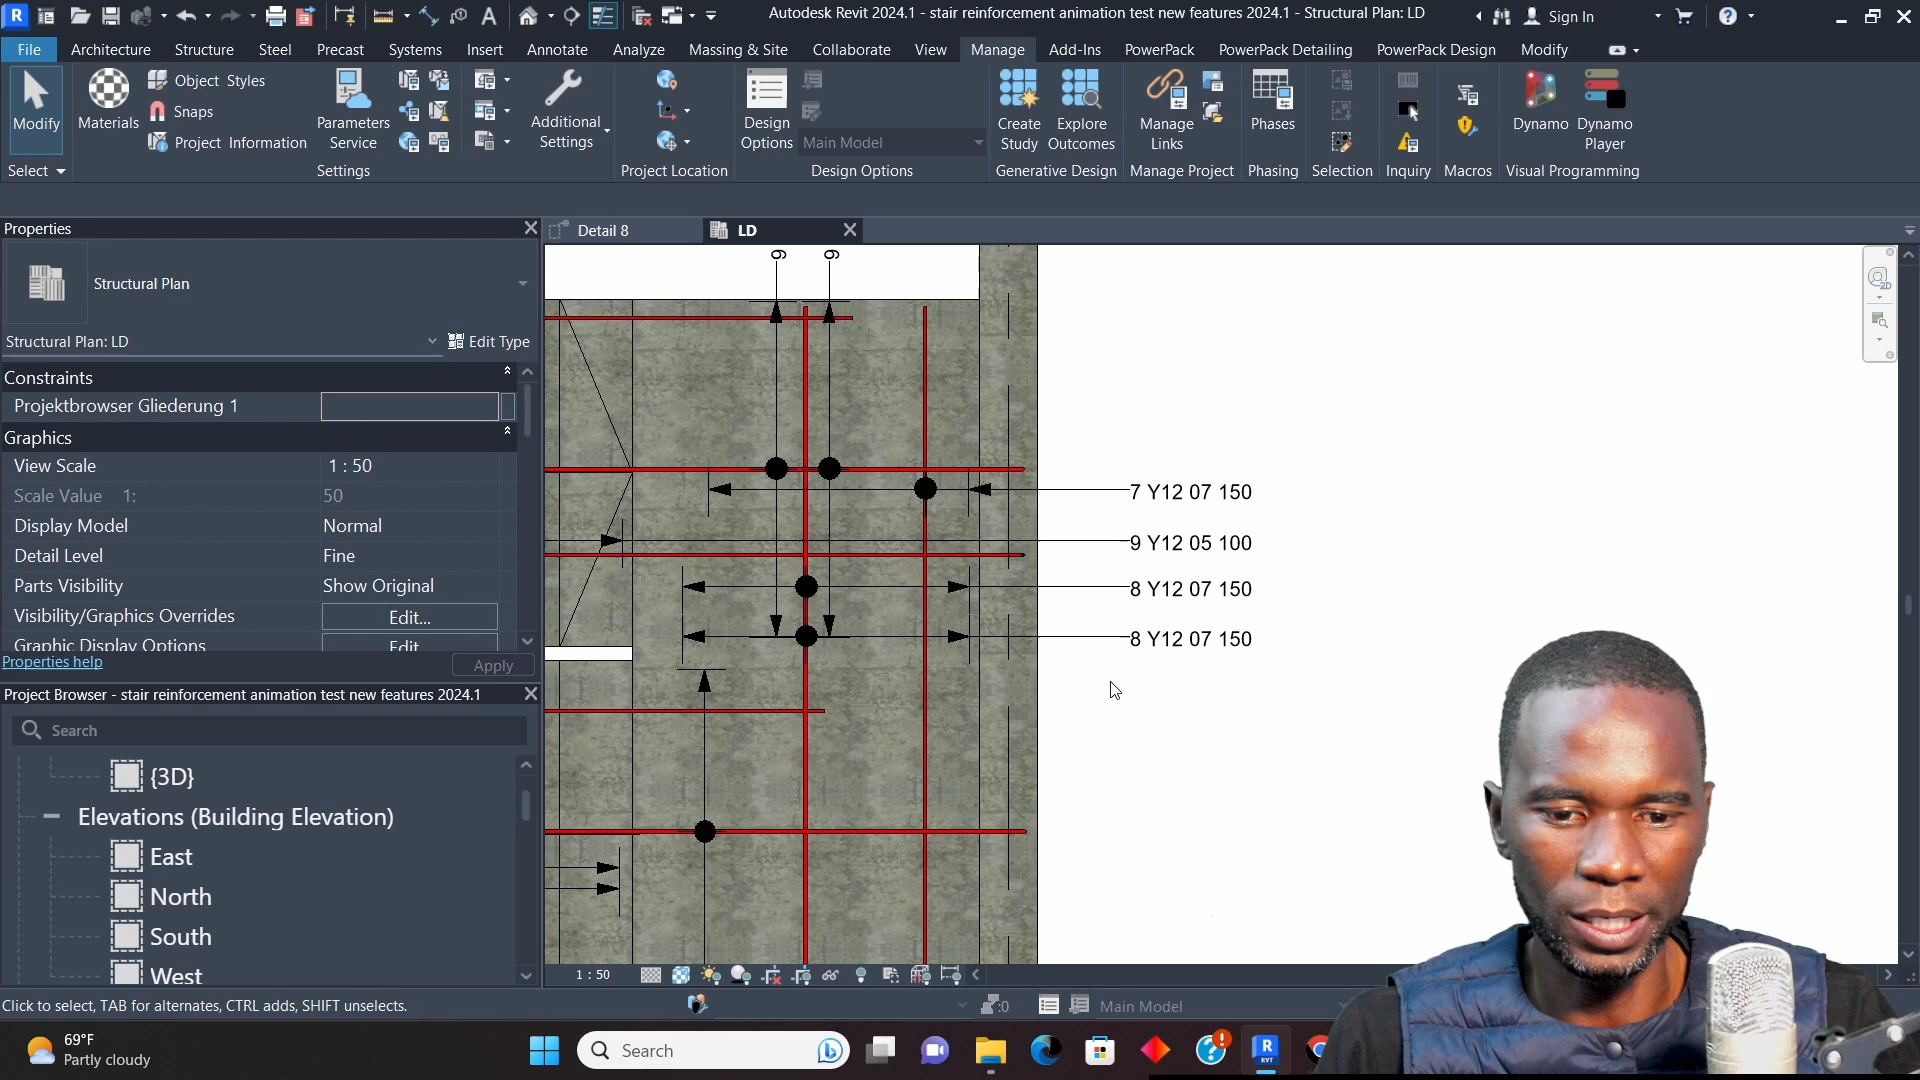 Autodesk Revit 2024.1 - stair reinforcement animation test new features 2024.1 - Structural Plan: LD
Sign In
File Architecture Structure Steel Precast Systems Insert Annotate Analyze Massing & Site Collaborate View Manage Add-Ins PowerPack PowerPack Detailing PowerPack Design Modify
Modify
Materials
Object Styles
Snaps
Project Information
Parameters Service
Additional Settings
Design Options
Main Model
Create Study
Explore Outcomes
Manage Links
Phases
Dynamo
Dynamo Player
Select Settings Project Location Design Options Generative Design Manage Project Phasing Selection Inquiry Macros Visual Programming
Properties
Structural Plan
Structural Plan: LD
Edit Type
Constraints
Projektbrowser Gliederung 1
Graphics
View Scale 1 : 50
Scale Value 1: 50
Display Model Normal
Detail Level Fine
Parts Visibility Show Original
Visibility/Graphics Overrides Edit...
Graphic Display Options Edit
Properties help
Apply
Project Browser - stair reinforcement animation test new features 2024.1
Search
{3D}
Elevations (Building Elevation)
East
North
South
West
Detail 8
LD
9 9
7 Y12 07 150
9 Y12 05 100
8 Y12 07 150
8 Y12 07 150
2D
1 : 50
Click to select, TAB for alternates, CTRL adds, SHIFT unselects.
:0
Main Model
69°F
Partly cloudy
Search
R
RVT